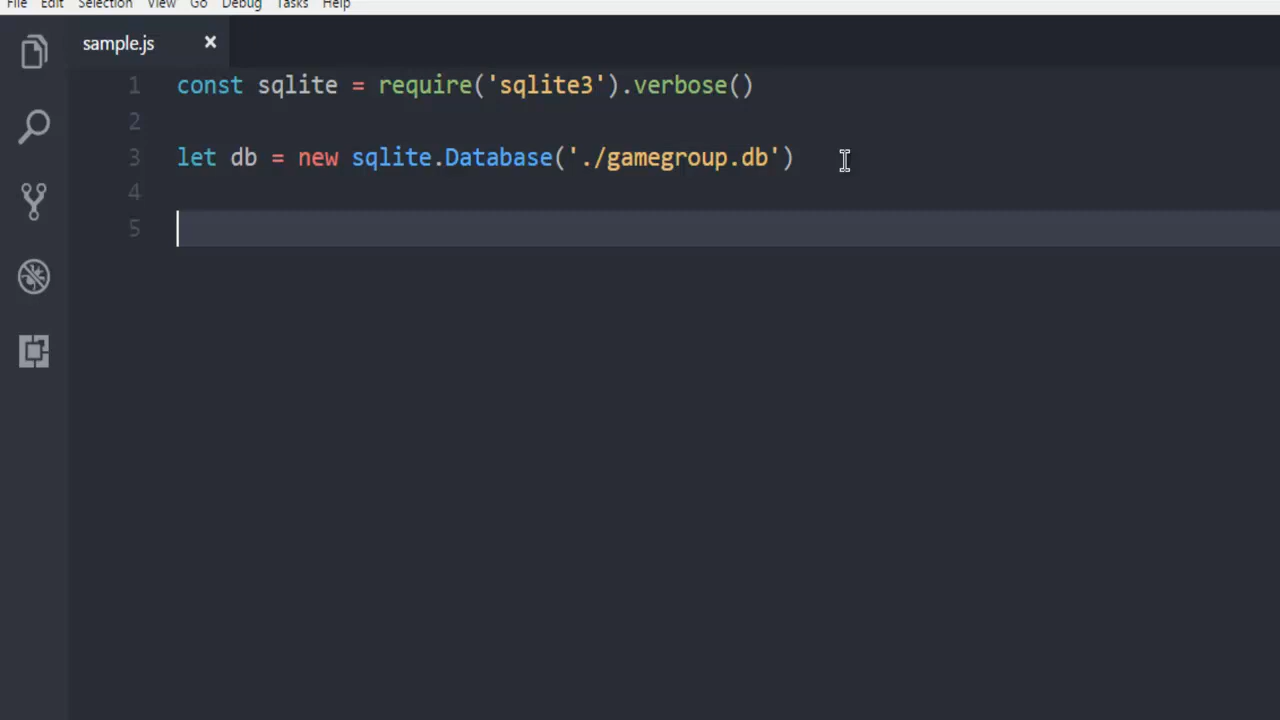 File Edit Selection View Go Debug Tasks Help
sample.js ×
1 const sqlite = require('sqlite3').verbose()
2
3 let db = new sqlite.Database('./gamegroup.db')
4
5